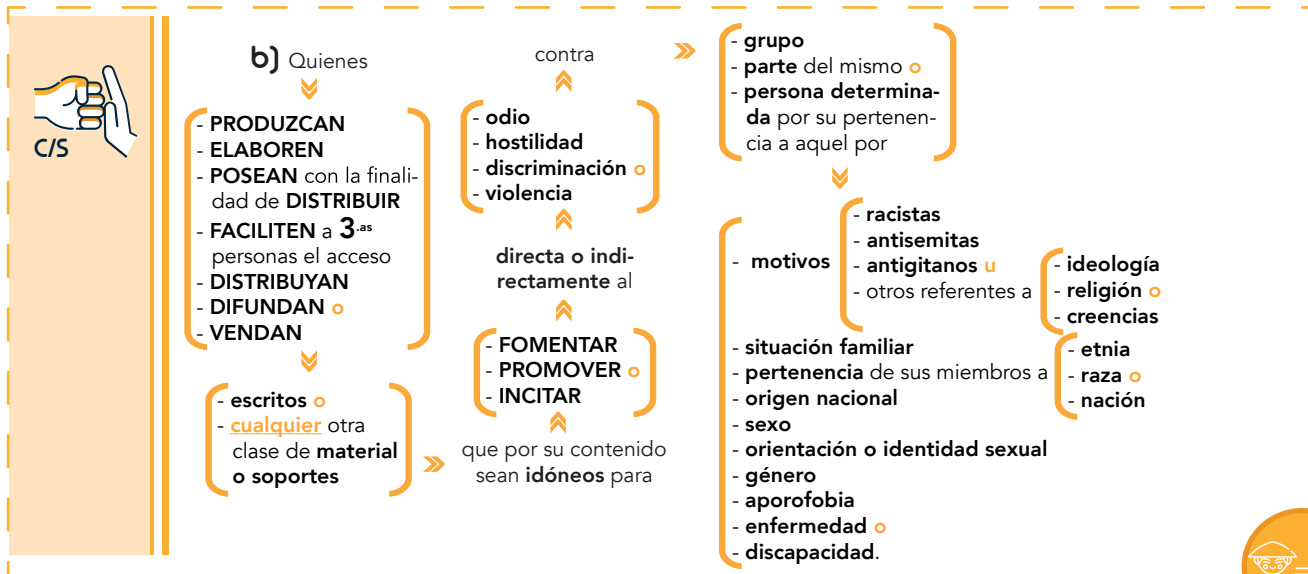 C/S
b) Quienes
- PRODUZCAN
- ELABOREN
- POSEAN con la finali-
dad de DISTRIBUIR
- FACILITEN a 3.as
personas el acceso
- DISTRIBUYAN
- DIFUNDAN o
- VENDAN
- escritos o
- cualquier otra
clase de material
o soportes
que por su contenido
sean idóneos para
- FOMENTAR
- PROMOVER o
- INCITAR
directa o indi-
rectamente al
- odio
- hostilidad
- discriminación o
- violencia
contra
- grupo
- parte del mismo o
- persona determina-
da por su pertenen-
cia a aquel por
- motivos
- racistas
- antisemitas
- antigitanos u
- otros referentes a
- ideología
- religión o
- creencias
- situación familiar
- pertenencia de sus miembros a
- etnia
- raza o
- nación
- origen nacional
- sexo
- orientación o identidad sexual
- género
- aporofobia
- enfermedad o
- discapacidad.